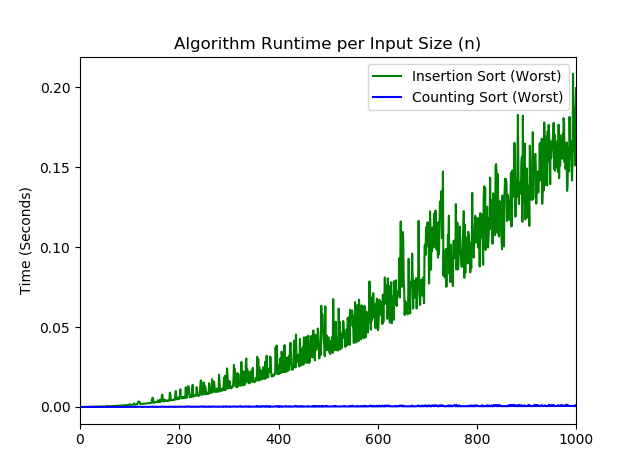 Algorithm Runtime per Input Size (n)
Insertion Sort (Worst)
Counting Sort (Worst)
Time (Seconds)
0.20
0.15
0.10
0.05
0.00
0 200 400 600 800 1000